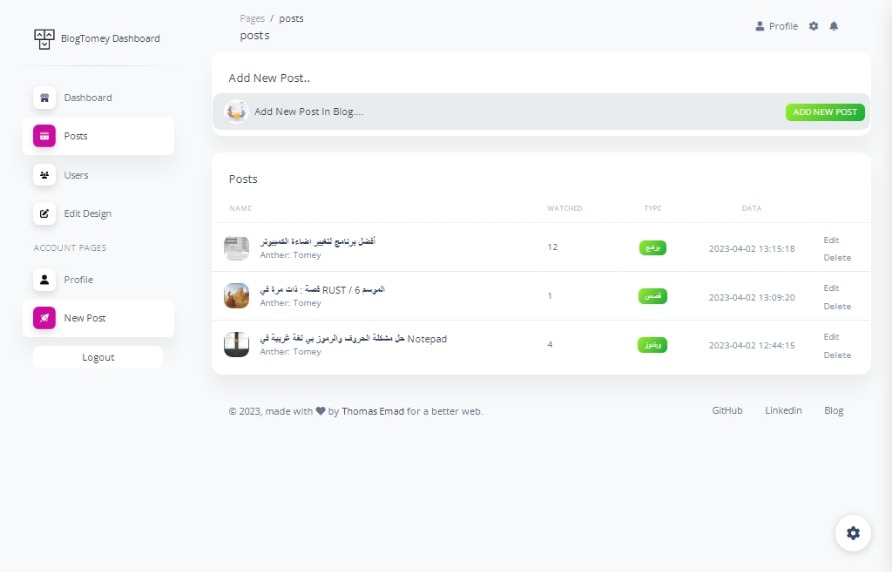 BlogTomey Dashboard
Dashboard
Posts
Users
Edit Design
ACCOUNT PAGES
Profile
New Post
Logout
Pages / posts
posts
Profile
Add New Post..
Add New Post In Blog....
ADD NEW POST
Posts
NAME WATCHED TYPE DATA
أفضل برنامج لتغيير اضاءة الكمبيوتر
Anther: Tomey
12 برامج 2023-04-02 13:15:18
Edit
Delete
قصة : ذات مرة في RUST / الموسم 6
Anther: Tomey
1 قصص 2023-04-02 13:09:20
Edit
Delete
حل مشكلة الحروف والرموز بي لغة غريبة في Notepad
Anther: Tomey
4 ويندوز 2023-04-02 12:44:15
Edit
Delete
© 2023, made with by Thomas Emad for a better web.
GitHub Linkedin Blog